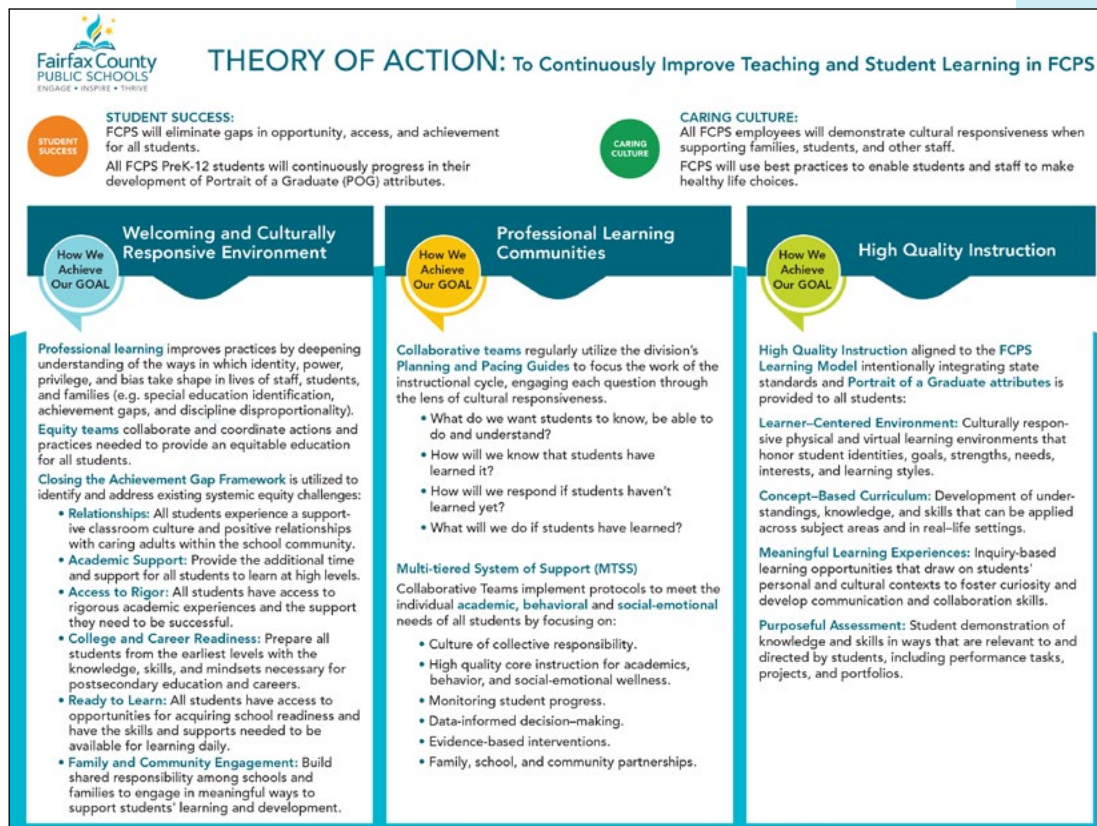 Fairfax County
PUBLIC SCHOOLS
ENGAGE • INSPIRE • THRIVE
THEORY OF ACTION: To Continuously Improve Teaching and Student Learning in FCPS
STUDENT
SUCCESS
STUDENT SUCCESS:
FCPS will eliminate gaps in opportunity, access, and achievement
for all students.
All FCPS PreK-12 students will continuously progress in their
development of Portrait of a Graduate (POG) attributes.
CARING
CULTURE
CARING CULTURE:
All FCPS employees will demonstrate cultural responsiveness when
supporting families, students, and other staff.
FCPS will use best practices to enable students and staff to make
healthy life choices.
How We
Achieve
Our GOAL
Welcoming and Culturally
Responsive Environment
Professional learning improves practices by deepening
understanding of the ways in which identity, power,
privilege, and bias take shape in lives of staff, students,
and families (e.g. special education identification,
achievement gaps, and discipline disproportionality).
Equity teams collaborate and coordinate actions and
practices needed to provide an equitable education
for all students.
Closing the Achievement Gap Framework is utilized to
identify and address existing systemic equity challenges:
• Relationships: All students experience a support-
ive classroom culture and positive relationships
with caring adults within the school community.
• Academic Support: Provide the additional time
and support for all students to learn at high levels.
• Access to Rigor: All students have access to
rigorous academic experiences and the support
they need to be successful.
• College and Career Readiness: Prepare all
students from the earliest levels with the
knowledge, skills, and mindsets necessary for
postsecondary education and careers.
• Ready to Learn: All students have access to
opportunities for acquiring school readiness and
have the skills and supports needed to be
available for learning daily.
• Family and Community Engagement: Build
shared responsibility among schools and
families to engage in meaningful ways to
support students' learning and development.
How We
Achieve
Our GOAL
Professional Learning
Communities
Collaborative teams regularly utilize the division's
Planning and Pacing Guides to focus the work of the
instructional cycle, engaging each question through
the lens of cultural responsiveness.
• What do we want students to know, be able to
do and understand?
• How will we know that students have
learned it?
• How will we respond if students haven't
learned yet?
• What will we do if students have learned?
Multi-tiered System of Support (MTSS)
Collaborative Teams implement protocols to meet the
individual academic, behavioral and social-emotional
needs of all students by focusing on:
• Culture of collective responsibility.
• High quality core instruction for academics,
behavior, and social-emotional wellness.
• Monitoring student progress.
• Data-informed decision–making.
• Evidence-based interventions.
• Family, school, and community partnerships.
How We
Achieve
Our GOAL
High Quality Instruction
High Quality Instruction aligned to the FCPS
Learning Model intentionally integrating state
standards and Portrait of a Graduate attributes is
provided to all students:
Learner–Centered Environment: Culturally respon-
sive physical and virtual learning environments that
honor student identities, goals, strengths, needs,
interests, and learning styles.
Concept–Based Curriculum: Development of under-
standings, knowledge, and skills that can be applied
across subject areas and in real–life settings.
Meaningful Learning Experiences: Inquiry-based
learning opportunities that draw on students'
personal and cultural contexts to foster curiosity and
develop communication and collaboration skills.
Purposeful Assessment: Student demonstration of
knowledge and skills in ways that are relevant to and
directed by students, including performance tasks,
projects, and portfolios.